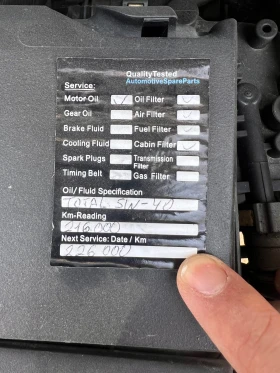 QualityTested
AutomotiveSpareParts
Service:
Motor Oil ✓ Oil Filter ✓
Gear Oil Air Filter ✓
Brake Fluid Fuel Filter ✓
Cooling Fluid Cabin Filter ✓
Spark Plugs Transmission Filter
Timing Belt Gas Filter
Oil/ Fluid Specification
TOTAL 5W-40
Km-Reading
216.000
Next Service: Date / Km
226.000